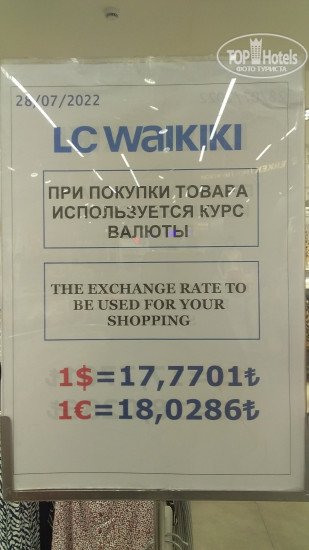 TOP Hotels
ФОТО ТУРИСТА
28/07/2022
LC WAIKIKI
ПРИ ПОКУПКИ ТОВАРА
ИСПОЛЬЗУЕТСЯ КУРС
ВАЛЮТЫ
THE EXCHANGE RATE TO
BE USED FOR YOUR
SHOPPING
1$=17,7701₺
1€=18,0286₺